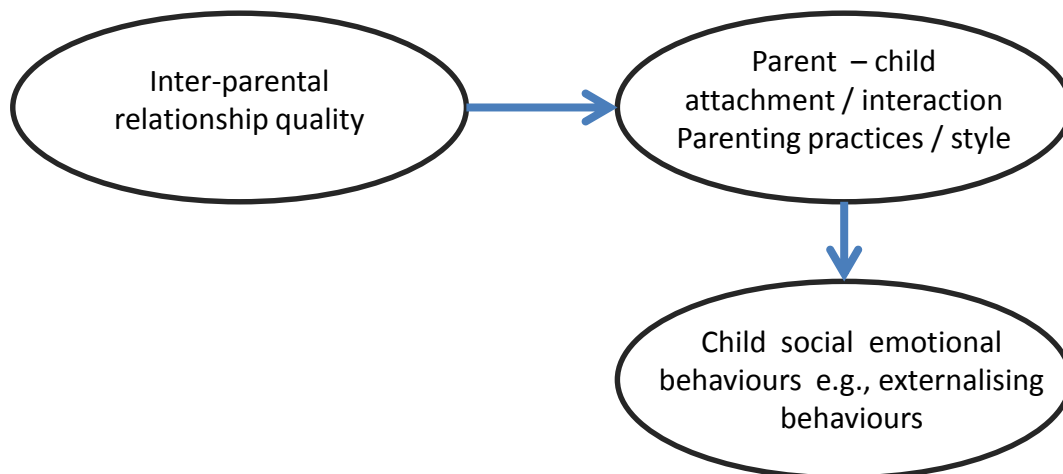 Inter-parental
relationship quality
Parent – child
attachment / interaction
Parenting practices / style
Child social emotional
behaviours e.g., externalising
behaviours